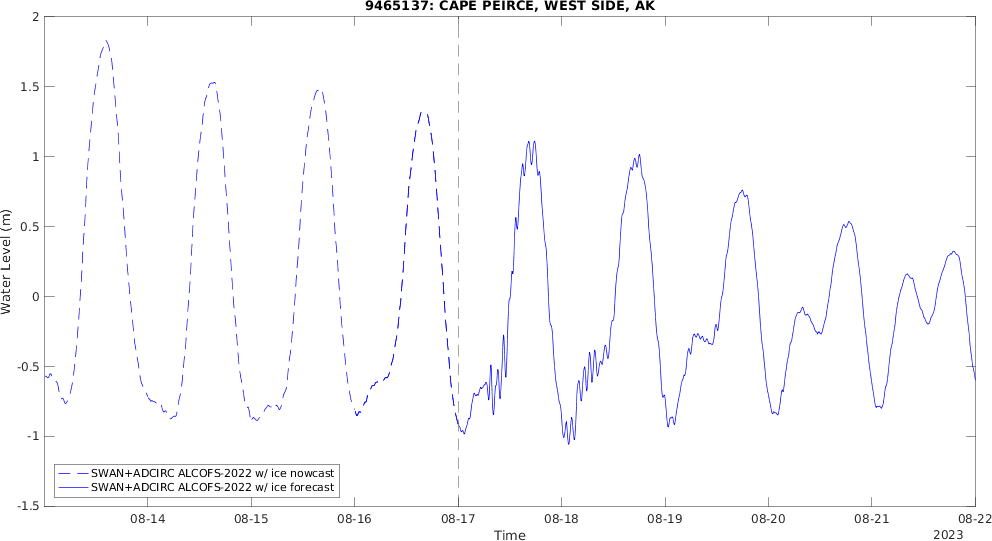 9465137: CAPE PEIRCE, WEST SIDE, AK
Water Level (m)
2
1.5
1
0.5
0
-0.5
-1
-1.5
SWAN+ADCIRC ALCOFS-2022 w/ ice nowcast
SWAN+ADCIRC ALCOFS-2022 w/ ice forecast
08-14 08-15 08-16 08-17 08-18 08-19 08-20 08-21 08-22
Time
2023